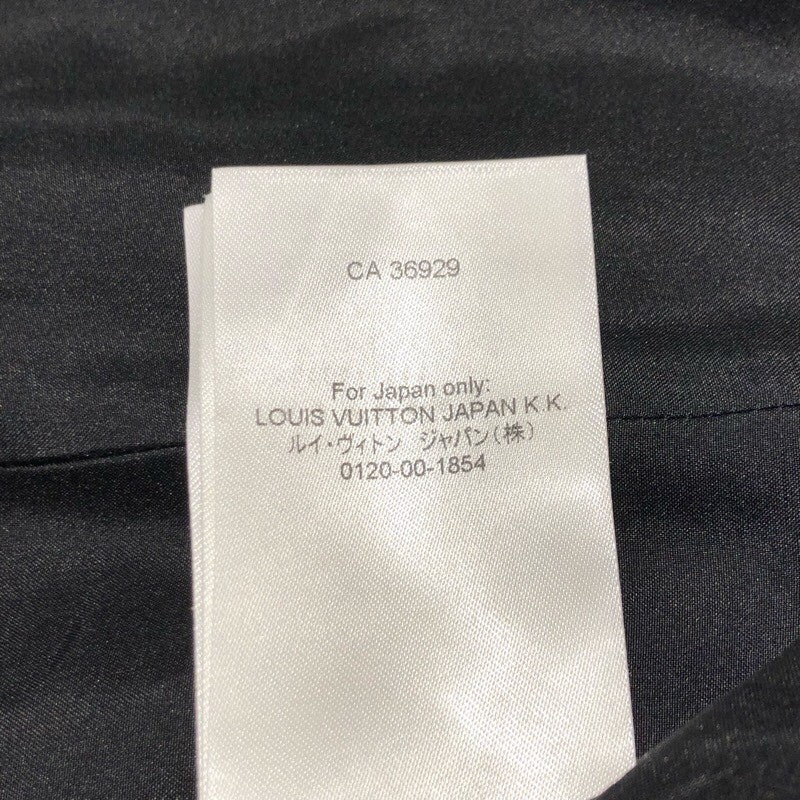 CA 36929
For Japan only:
LOUIS VUITTON JAPAN K.K.
ルイ・ヴィトン ジャパン(株)
0120-00-1854